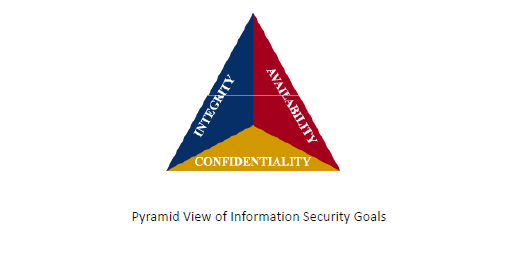 INTEGRITY
AVAILABILITY
CONFIDENTIALITY
Pyramid View of Information Security Goals